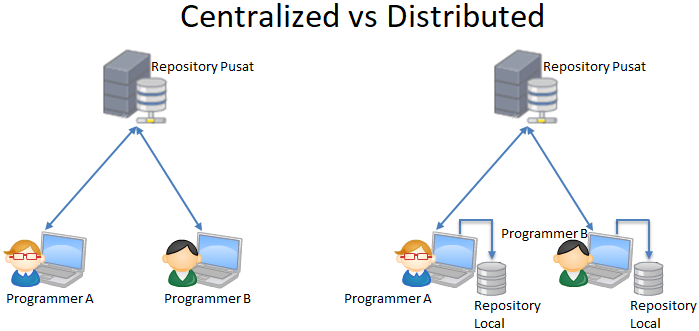 Centralized vs Distributed
Repository Pusat
Programmer A
Programmer B
Repository Pusat
Programmer B
Programmer A
Repository
Local
Repository
Local